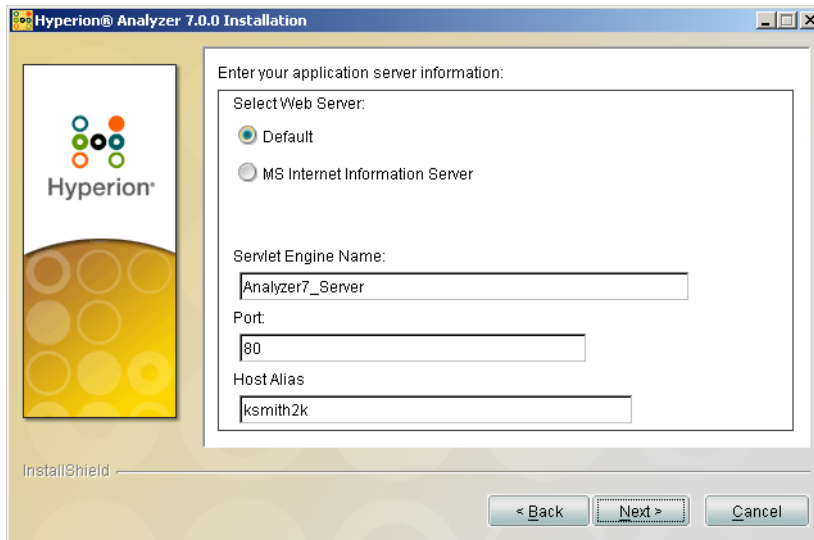 Hyperion® Analyzer 7.0.0 Installation
Enter your application server information:
Select Web Server:
Default
MS Internet Information Server
Hyperion®
Servlet Engine Name:
Analyzer7_Server
Port:
80
Host Alias
ksmith2k
InstallShield
< Back Next > Cancel